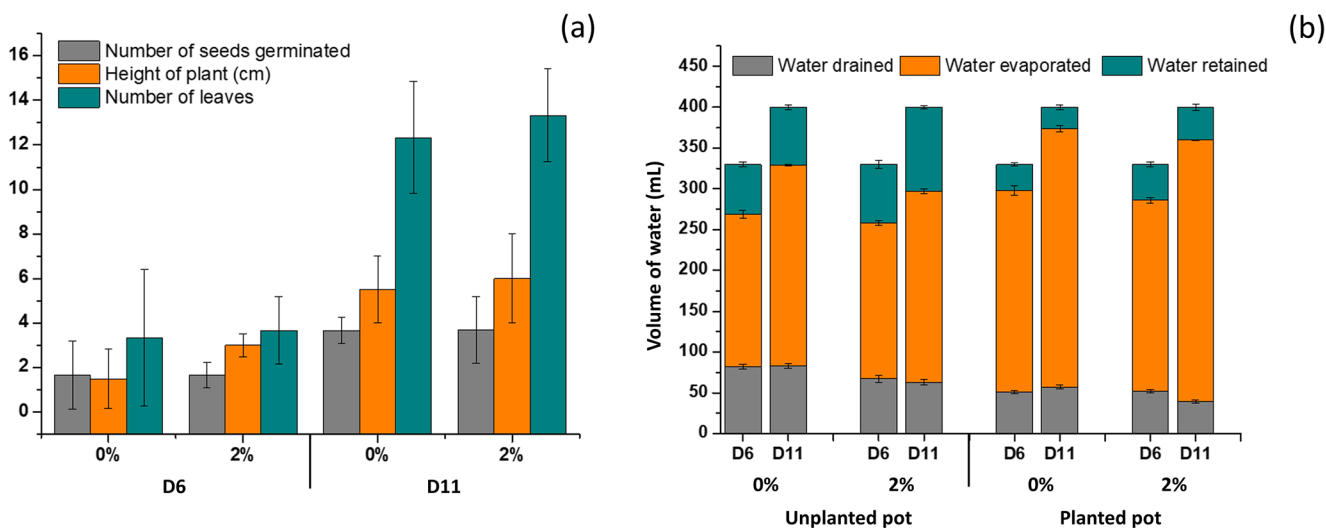 (a)
Number of seeds germinated
Height of plant (cm)
Number of leaves
16
14
12
10
8
6
4
2
0
0% 2% 0% 2%
D6 D11
(b)
Water drained Water evaporated Water retained
Volume of water (mL)
450
400
350
300
250
200
150
100
50
0
D6 D11 D6 D11 D6 D11 D6 D11
0% 2% 0% 2%
Unplanted pot Planted pot